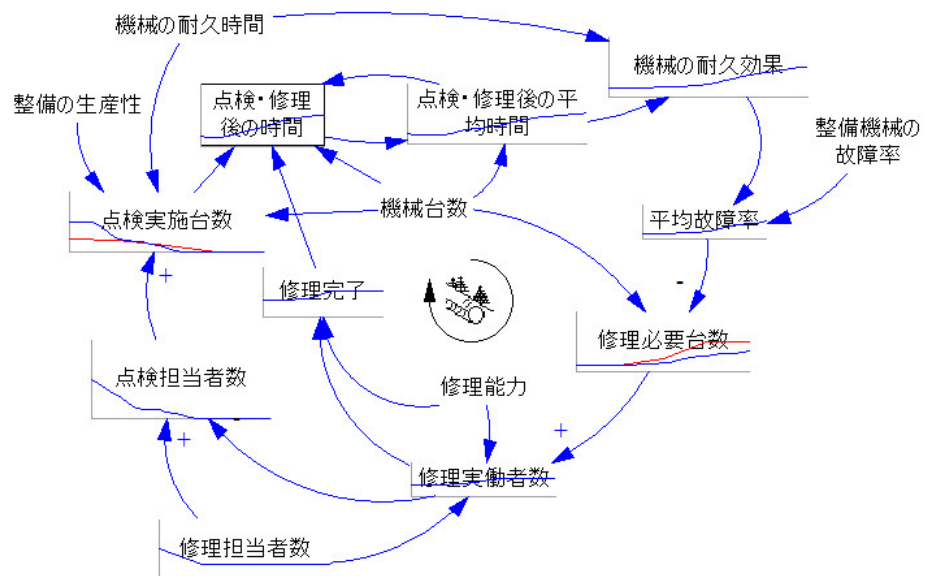 機械の耐久時間
機械の耐久効果
整備の生産性
点検・修理
後の時間
点検・修理後の平
均時間
整備機械の
故障率
点検実施台数
機械台数
平均故障率
+
修理完了
-
修理必要台数
点検担当者数
修理能力
-
+
+
修理実働者数
修理担当者数